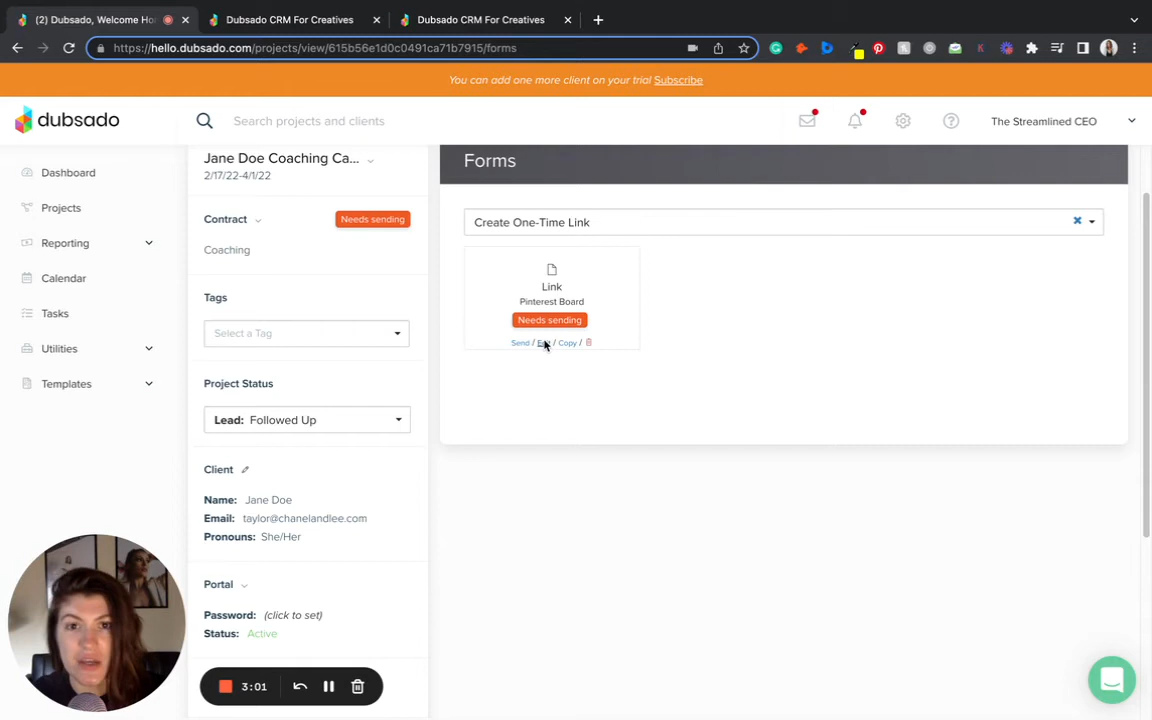 (2) Dubsado, Welcome Ho
Dubsado CRM For Creatives
Dubsado CRM For Creatives
https://hello.dubsado.com/projects/view/615b56e1d0c0491ca71b7915/forms
You can add one more client on your trial Subscribe
dubsado
Search projects and clients
The Streamlined CEO
Dashboard
Projects
Reporting
Calendar
Tasks
Utilities
Templates
Jane Doe Coaching Ca...
2/17/22-4/1/22
Contract
Needs sending
Coaching
Tags
Select a Tag
Project Status
Lead: Followed Up
Client
Name: Jane Doe
Email: taylor@chanelandlee.com
Pronouns: She/Her
Portal
Password: (click to set)
Status: Active
3:01
Forms
Create One-Time Link
Link
Pinterest Board
Needs sending
Send / Edit / Copy /